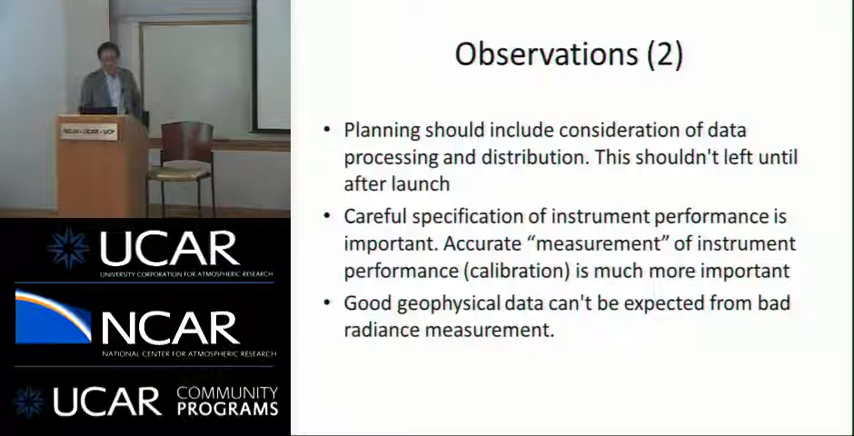 Observations (2)
• Planning should include consideration of data
processing and distribution. This shouldn't left until
after launch
• Careful specification of instrument performance is
important. Accurate “measurement” of instrument
performance (calibration) is much more important
• Good geophysical data can't be expected from bad
radiance measurement.
UCAR
UNIVERSITY CORPORATION FOR ATMOSPHERIC RESEARCH
NCAR
NATIONAL CENTER FOR ATMOSPHERIC RESEARCH
UCAR COMMUNITY
PROGRAMS